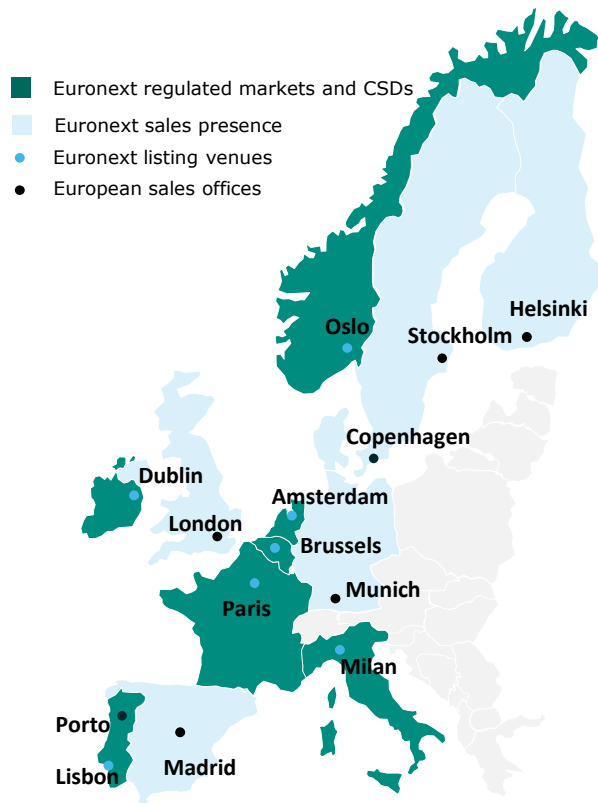 Euronext regulated markets and CSDs
Euronext sales presence
Euronext listing venues
European sales offices
Helsinki
Oslo
Stockholm
Copenhagen
Dublin
Amsterdam
London
Brussels
Munich
Paris
Milan
Porto
Madrid
Lisbon